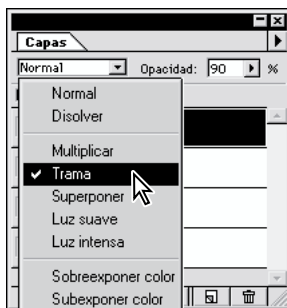 Capas
Normal Opacidad: 90 %
Normal
Disolver
Multiplicar
Trama
Superponer
Luz suave
Luz intensa
Sobreexponer color
Subexponer color